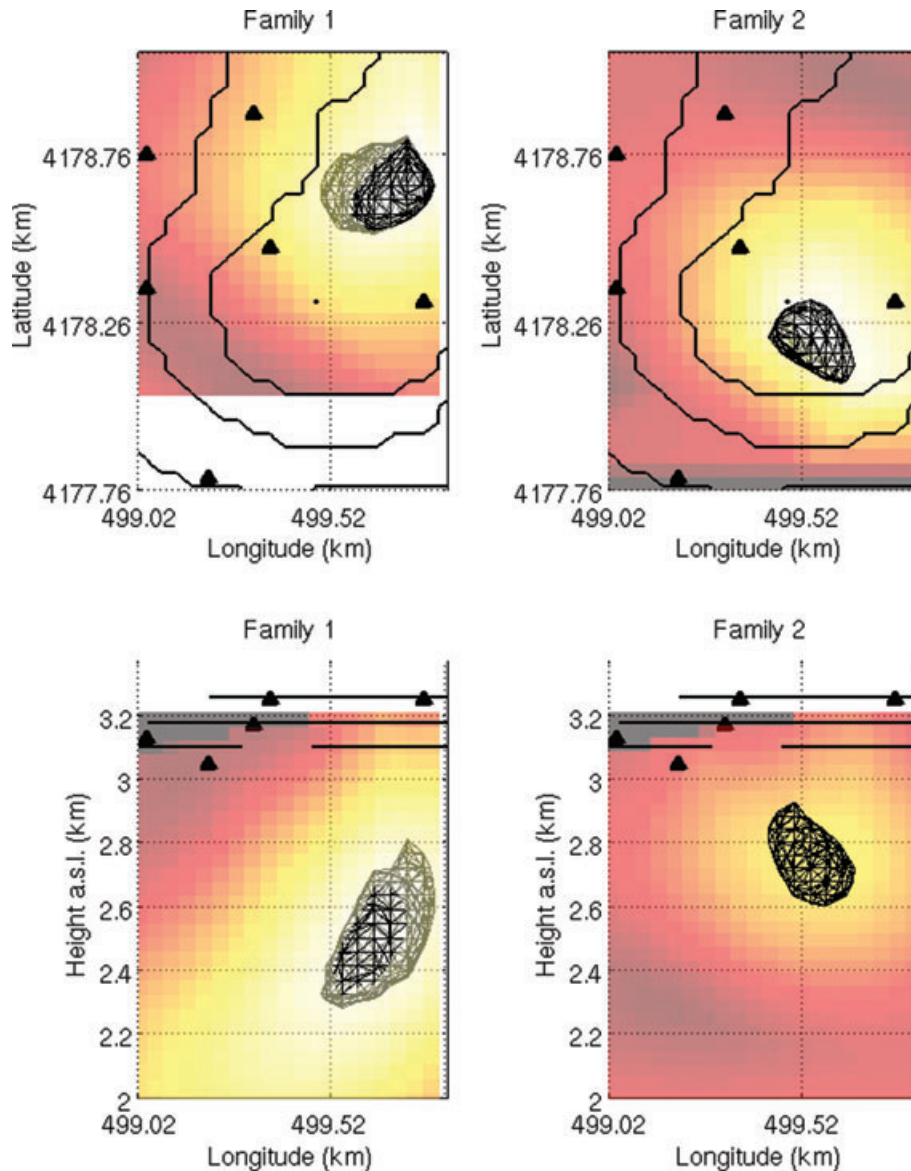 Family 1
Family 2
Latitude (km)
4178.76
4178.26
4177.76
499.02
499.52
Longitude (km)
Latitude (km)
4178.76
4178.26
4177.76
499.02
499.52
Longitude (km)
Family 1
Family 2
Height a.s.l. (km)
3.2
3
2.8
2.6
2.4
2.2
2
499.02
499.52
Longitude (km)
Height a.s.l. (km)
3.2
3
2.8
2.6
2.4
2.2
2
499.02
499.52
Longitude (km)